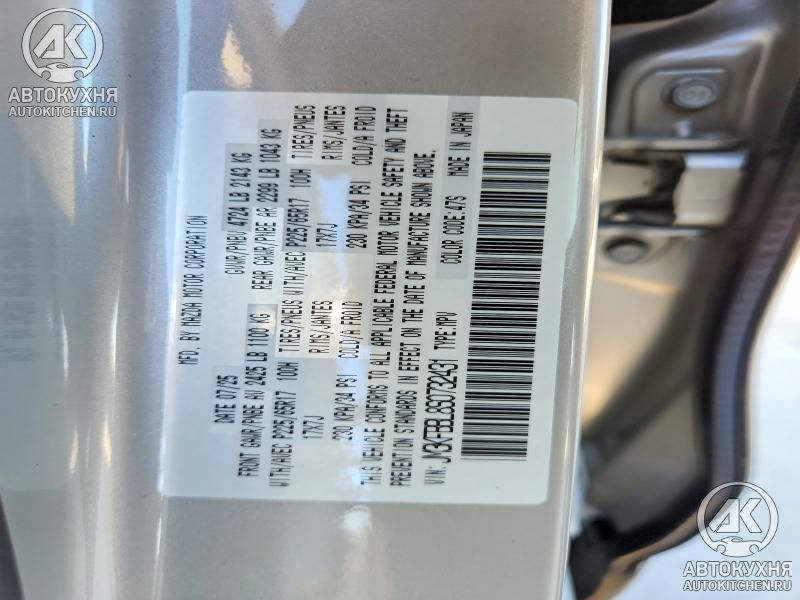 АК
АВТОКУХНЯ
AUTOKITCHEN.RU
MFD. BY MAZDA MOTOR CORPORATION
DATE 07/25
GVWR/PNBV 4724 LB 2143 KG
FRONT GAWR/PNBE AV 2425 LB 1100 KG
REAR GAWR/PNBE AR 2299 LB 1043 KG
WITH/AVEC P225/65R17 100H TIRES/PNEUS WITH/AVEC P225/65R17 100H TIRES/PNEUS
17X7J RIMS/JANTES 17X7J RIMS/JANTES
230 KPA/34 PSI COLD/A FROID 230 KPA/34 PSI COLD/A FROID
THIS VEHICLE CONFORMS TO ALL APPLICABLE FEDERAL MOTOR VEHICLE SAFETY AND THEFT
PREVENTION STANDARDS IN EFFECT ON THE DATE OF MANUFACTURE SHOWN ABOVE.
COLOR CODE:47S MADE IN JAPAN
VIN: JM3KFBBL8S0732431 TYPE:MPV
АК
АВТОКУХНЯ
AUTOKITCHEN.RU